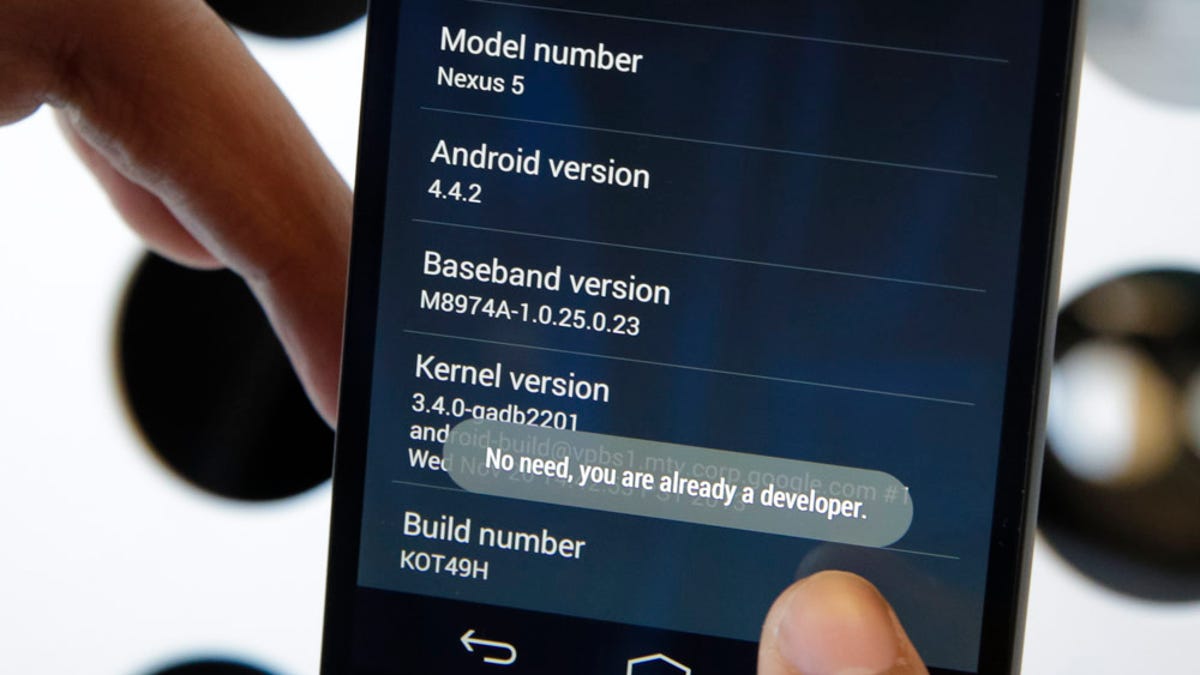 Model number
Nexus 5
Android version
4.4.2
Baseband version
M8974A-1.0.25.0.23
Kernel version
3.4.0-gadb2201
android-build@vpbs1.mtv.corp.google.com #1
Wed Nov 20
No need, you are already a developer.
Build number
KOT49H